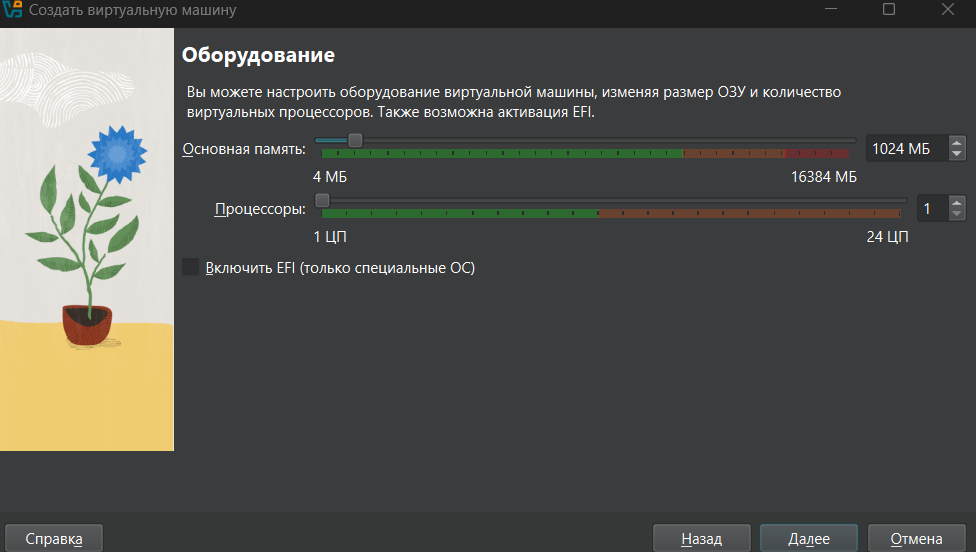 Создать виртуальную машину
Оборудование
Вы можете настроить оборудование виртуальной машины, изменяя размер ОЗУ и количество
виртуальных процессоров. Также возможна активация EFI.
Основная память:
1024 МБ
4 МБ
16384 МБ
Процессоры:
1
1 ЦП
24 ЦП
Включить EFI (только специальные ОС)
Справка
Назад
Далее
Отмена